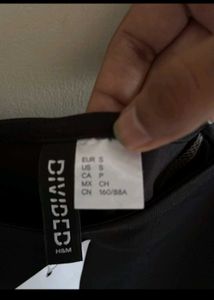 DIVIDED
H&M
EUR S
US S
CA P
MX CH
CN 160/88A